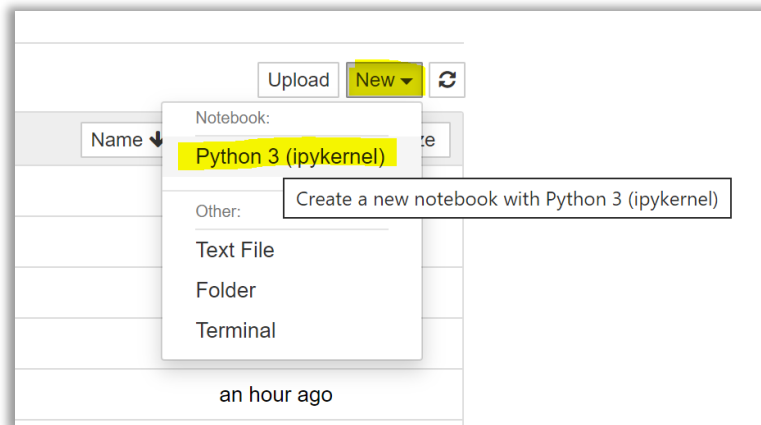 Upload New
Notebook:
Name
Python 3 (ipykernel)
Create a new notebook with Python 3 (ipykernel)
Other:
Text File
Folder
Terminal
an hour ago